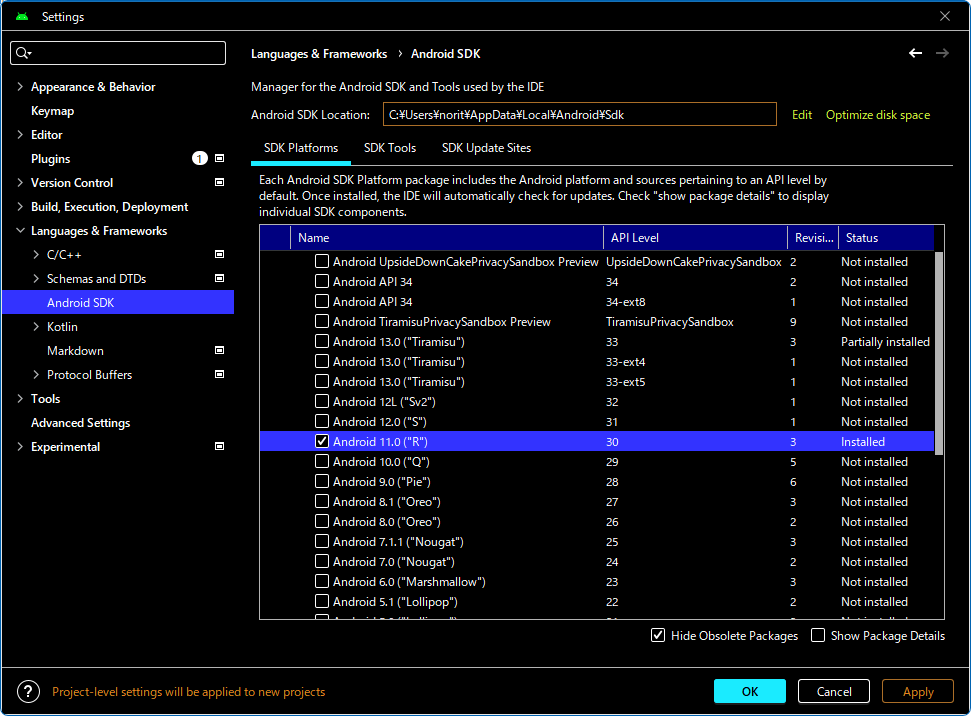 Settings
Languages & Frameworks › Android SDK
Appearance & Behavior
Keymap
Editor
Plugins 1
Version Control
Build, Execution, Deployment
Languages & Frameworks
C/C++
Schemas and DTDs
Android SDK
Kotlin
Markdown
Protocol Buffers
Tools
Advanced Settings
Experimental
Manager for the Android SDK and Tools used by the IDE
Android SDK Location: C:¥Users¥norit¥AppData¥Local¥Android¥Sdk Edit Optimize disk space
SDK Platforms SDK Tools SDK Update Sites
Each Android SDK Platform package includes the Android platform and sources pertaining to an API level by
default. Once installed, the IDE will automatically check for updates. Check "show package details" to display
individual SDK components.
Name API Level Revisi... Status
Android UpsideDownCakePrivacySandbox Preview UpsideDownCakePrivacySandbox 2 Not installed
Android API 34 34 2 Not installed
Android API 34 34-ext8 1 Not installed
Android TiramisuPrivacySandbox Preview TiramisuPrivacySandbox 9 Not installed
Android 13.0 ("Tiramisu") 33 3 Partially installed
Android 13.0 ("Tiramisu") 33-ext4 1 Not installed
Android 13.0 ("Tiramisu") 33-ext5 1 Not installed
Android 12L ("Sv2") 32 1 Not installed
Android 12.0 ("S") 31 1 Not installed
Android 11.0 ("R") 30 3 Installed
Android 10.0 ("Q") 29 5 Not installed
Android 9.0 ("Pie") 28 6 Not installed
Android 8.1 ("Oreo") 27 3 Not installed
Android 8.0 ("Oreo") 26 2 Not installed
Android 7.1.1 ("Nougat") 25 3 Not installed
Android 7.0 ("Nougat") 24 2 Not installed
Android 6.0 ("Marshmallow") 23 3 Not installed
Android 5.1 ("Lollipop") 22 2 Not installed
Hide Obsolete Packages Show Package Details
? Project-level settings will be applied to new projects
OK Cancel Apply